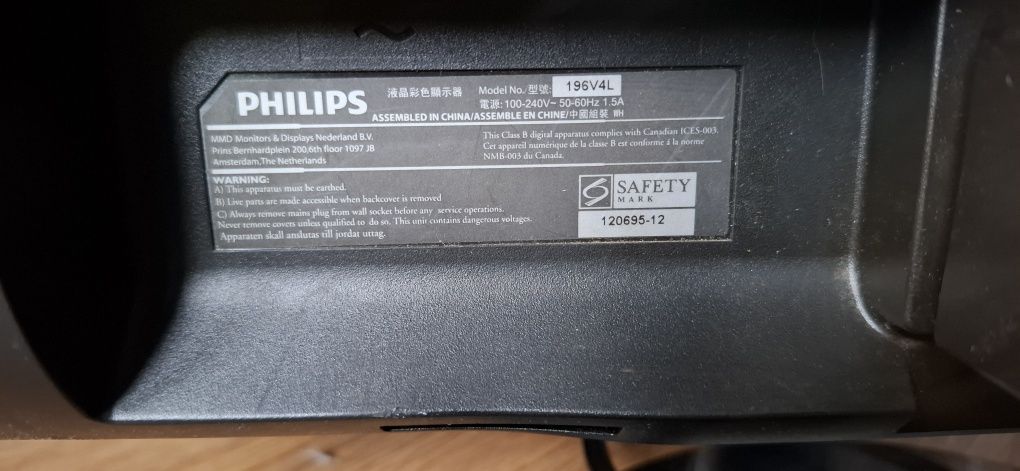 PHILIPS
液晶彩色顯示器 Model No./型號: 196V4L
電源: 100-240V~ 50-60Hz 1.5A
ASSEMBLED IN CHINA/ASSEMBLE EN CHINE/中國組裝 WH
MMD Monitors & Displays Nederland B.V.
Prins Bernhardplein 200,6th floor 1097 JB
Amsterdam,The Netherlands
This Class B digital apparatus complies with Canadian ICES-003.
Cet appareil numérique de la classe B est conforme á la norme
NMB-003 du Canada.
WARNING:
A) This apparatus must be earthed.
B) Live parts are made accessible when backcover is removed
C) Always remove mains plug from wall socket before any service operations.
Never remove covers unless qualified to do so. This unit contains dangerous voltages.
Apparaten skall anslutas till jordat uttag.
SAFETY
MARK
120695-12